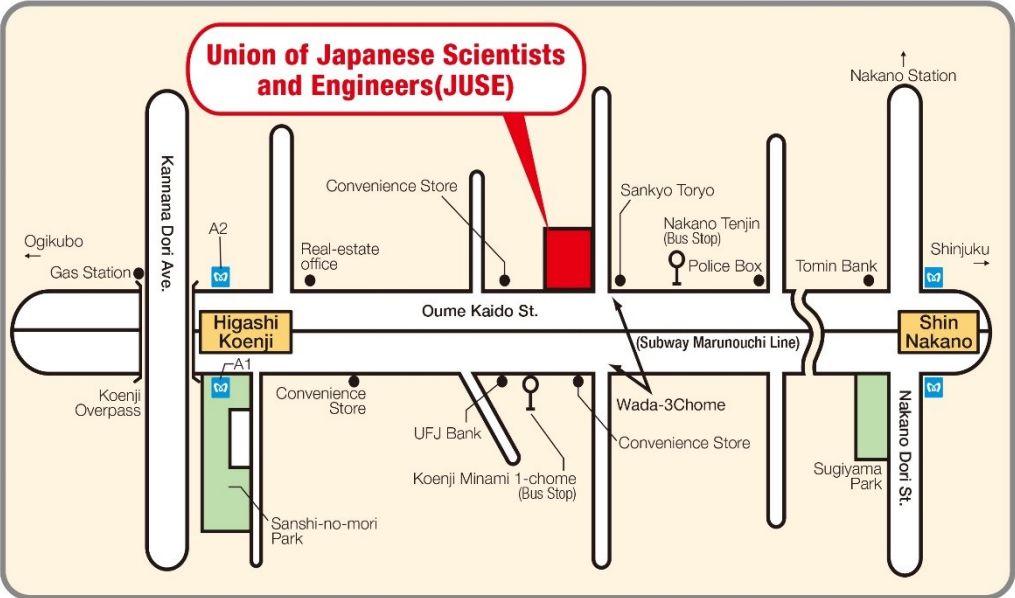 Union of Japanese Scientists
and Engineers(JUSE)
Nakano Station
Kannana Dori Ave.
Convenience Store
Sankyo Toryo
Nakano Tenjin
(Bus Stop)
A2
Ogikubo
Gas Station
Real-estate
office
Police Box
Tomin Bank
Shinjuku
Oume Kaido St.
Higashi
Koenji
(Subway Marunouchi Line)
Shin
Nakano
A1
Koenji
Overpass
Convenience
Store
UFJ Bank
Wada-3Chome
Convenience Store
Koenji Minami 1-chome
(Bus Stop)
Sugiyama
Park
Nakano Dori St.
Sanshi-no-mori
Park